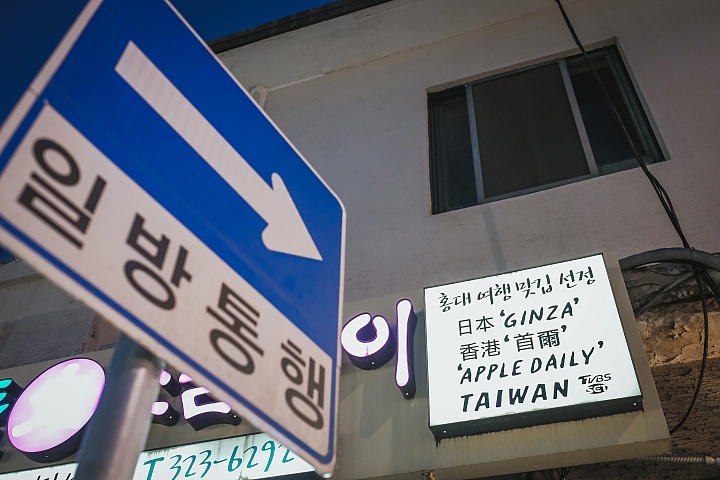 일방통행
이
홍대 여행 맛집 선정
日本 'GINZA'
香港 '首爾'
'APPLE DAILY'
TAIWAN TVBS
T 323-6292